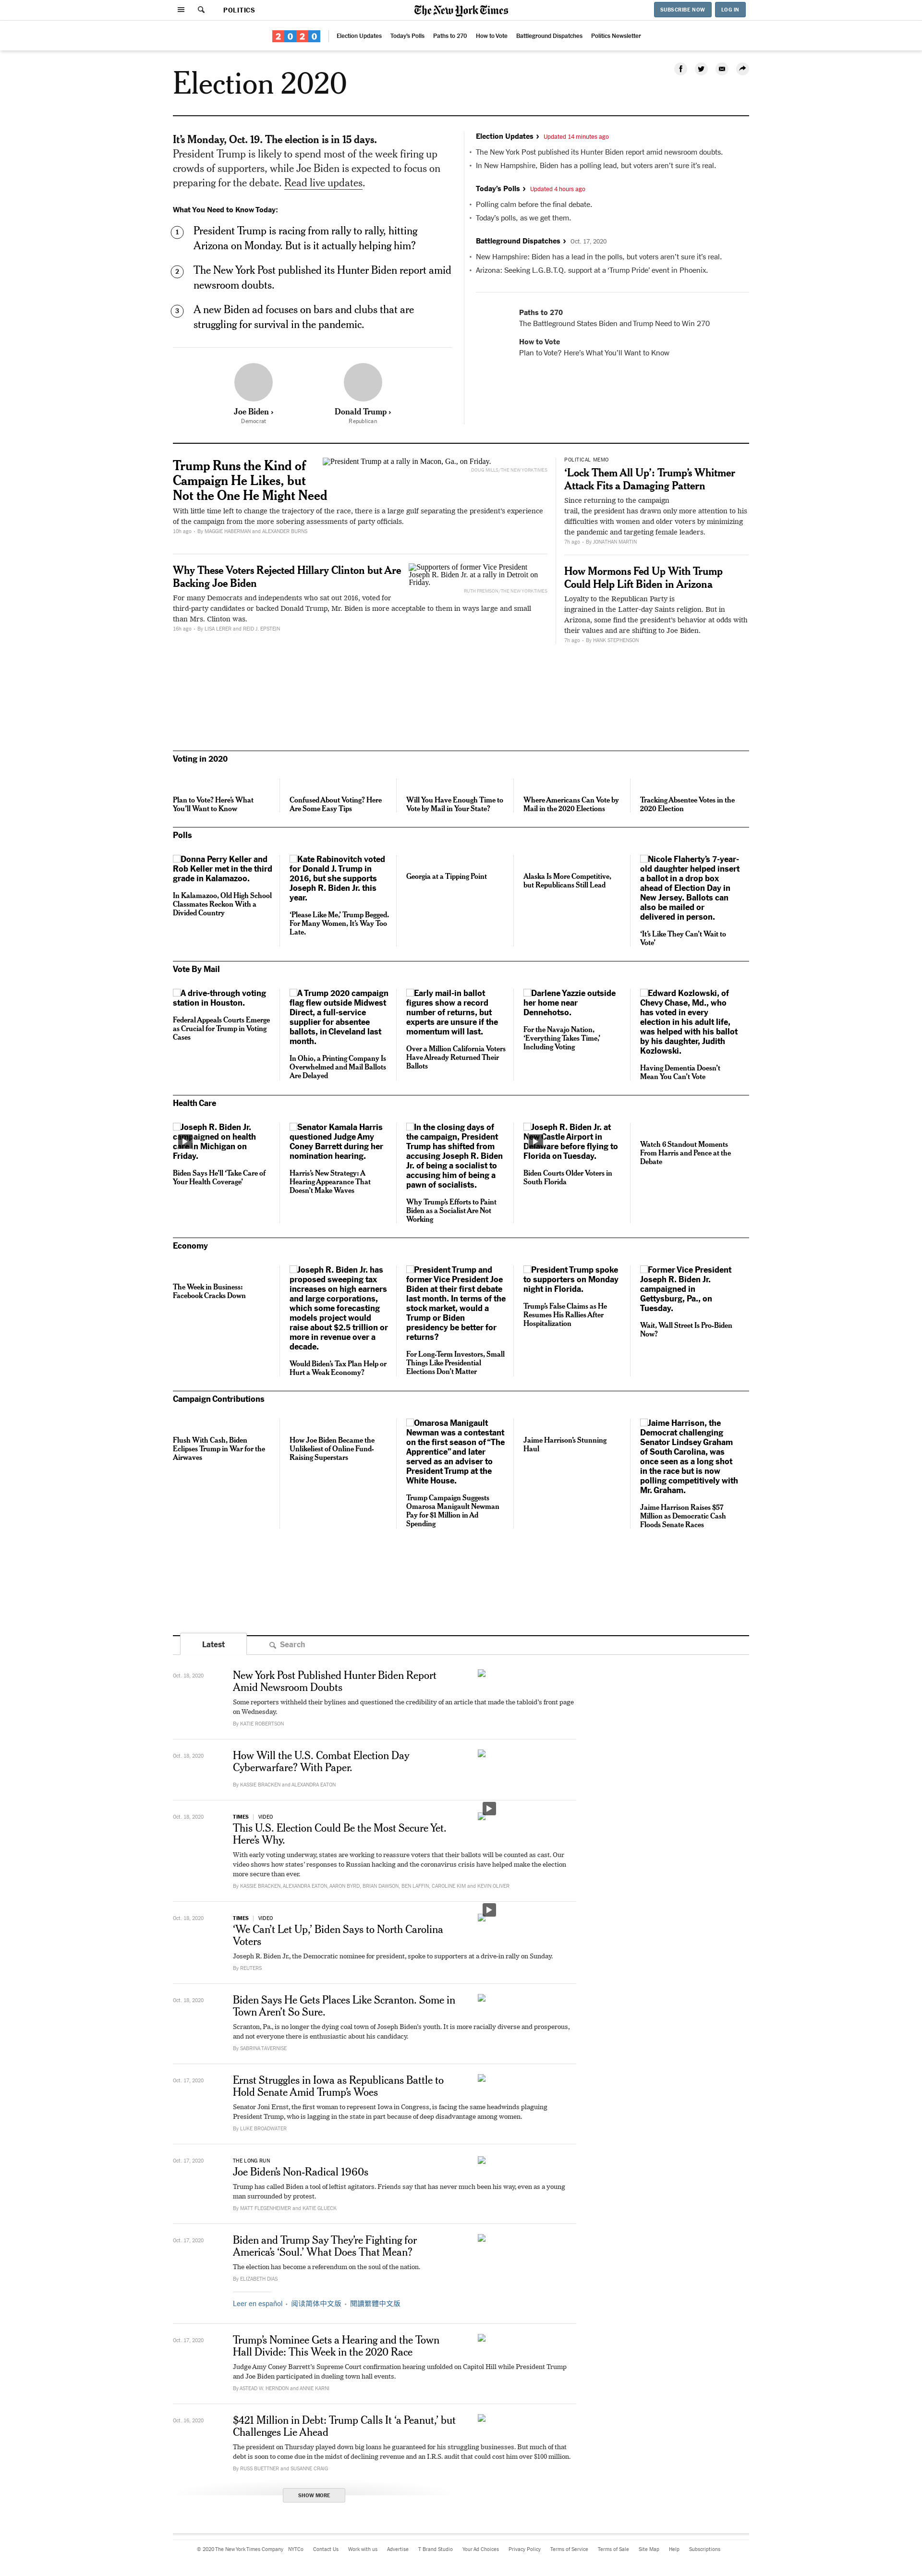 POLITICS
The New York Times
SUBSCRIBE NOW
LOG IN
2020
Election Updates
Today's Polls
Paths to 270
How to Vote
Battleground Dispatches
Politics Newsletter
Election 2020
It's Monday, Oct. 19. The election is in 15 days.
President Trump is likely to spend most of the week firing up
crowds of supporters, while Joe Biden is expected to focus on
preparing for the debate. Read live updates.
What You Need to Know Today:
1 President Trump is racing from rally to rally, hitting
Arizona on Monday. But is it actually helping him?
2 The New York Post published its Hunter Biden report amid
newsroom doubts.
3 A new Biden ad focuses on bars and clubs that are
struggling for survival in the pandemic.
Joe Biden ›
Democrat
Donald Trump ›
Republican
Election Updates › Updated 14 minutes ago
• The New York Post published its Hunter Biden report amid newsroom doubts.
• In New Hampshire, Biden has a polling lead, but voters aren't sure it's real.
Today's Polls › Updated 4 hours ago
• Polling calm before the final debate.
• Today's polls, as we get them.
Battleground Dispatches › Oct. 17, 2020
• New Hampshire: Biden has a lead in the polls, but voters aren't sure it's real.
• Arizona: Seeking L.G.B.T.Q. support at a 'Trump Pride' event in Phoenix.
Paths to 270
The Battleground States Biden and Trump Need to Win 270
How to Vote
Plan to Vote? Here's What You'll Want to Know
Trump Runs the Kind of
Campaign He Likes, but
Not the One He Might Need
President Trump at a rally in Macon, Ga., on Friday.
DOUG MILLS/THE NEW YORK TIMES
With little time left to change the trajectory of the race, there is a large gulf separating the president's experience
of the campaign from the more sobering assessments of party officials.
10h ago – By MAGGIE HABERMAN and ALEXANDER BURNS
Why These Voters Rejected Hillary Clinton but Are
Backing Joe Biden
Supporters of former Vice President
Joseph R. Biden Jr. at a rally in Detroit on
Friday.
RUTH FREMSON/THE NEW YORK TIMES
For many Democrats and independents who sat out 2016, voted for
third-party candidates or backed Donald Trump, Mr. Biden is more acceptable to them in ways large and small
than Mrs. Clinton was.
16h ago – By LISA LERER and REID J. EPSTEIN
POLITICAL MEMO
'Lock Them All Up': Trump's Whitmer
Attack Fits a Damaging Pattern
Since returning to the campaign
trail, the president has drawn only more attention to his
difficulties with women and older voters by minimizing
the pandemic and targeting female leaders.
7h ago – By JONATHAN MARTIN
How Mormons Fed Up With Trump
Could Help Lift Biden in Arizona
Loyalty to the Republican Party is
ingrained in the Latter-day Saints religion. But in
Arizona, some find the president's behavior at odds with
their values and are shifting to Joe Biden.
7h ago – By HANK STEPHENSON
Voting in 2020
Plan to Vote? Here's What
You'll Want to Know
Confused About Voting? Here
Are Some Easy Tips
Will You Have Enough Time to
Vote by Mail in Your State?
Where Americans Can Vote by
Mail in the 2020 Elections
Tracking Absentee Votes in the
2020 Election
Polls
Donna Perry Keller and
Rob Keller met in the third
grade in Kalamazoo.
In Kalamazoo, Old High School
Classmates Reckon With a
Divided Country
Kate Rabinovitch voted
for Donald J. Trump in
2016, but she supports
Joseph R. Biden Jr. this
year.
'Please Like Me,' Trump Begged.
For Many Women, It's Way Too
Late.
Georgia at a Tipping Point
Alaska Is More Competitive,
but Republicans Still Lead
Nicole Flaherty's 7-year-
old daughter helped insert
a ballot in a drop box
ahead of Election Day in
New Jersey. Ballots can
also be mailed or
delivered in person.
'It's Like They Can't Wait to
Vote'
Vote By Mail
A drive-through voting
station in Houston.
Federal Appeals Courts Emerge
as Crucial for Trump in Voting
Cases
A Trump 2020 campaign
flag flew outside Midwest
Direct, a full-service
supplier for absentee
ballots, in Cleveland last
month.
In Ohio, a Printing Company Is
Overwhelmed and Mail Ballots
Are Delayed
Early mail-in ballot
figures show a record
number of returns, but
experts are unsure if the
momentum will last.
Over a Million California Voters
Have Already Returned Their
Ballots
Darlene Yazzie outside
her home near
Dennehotso.
For the Navajo Nation,
'Everything Takes Time,'
Including Voting
Edward Kozlowski, of
Chevy Chase, Md., who
has voted in every
election in his adult life,
was helped with his ballot
by his daughter, Judith
Kozlowski.
Having Dementia Doesn't
Mean You Can't Vote
Health Care
Joseph R. Biden Jr.
campaigned on health
care in Michigan on
Friday.
Biden Says He'll 'Take Care of
Your Health Coverage'
Senator Kamala Harris
questioned Judge Amy
Coney Barrett during her
nomination hearing.
Harris's New Strategy: A
Hearing Appearance That
Doesn't Make Waves
In the closing days of
the campaign, President
Trump has shifted from
accusing Joseph R. Biden
Jr. of being a socialist to
accusing him of being a
pawn of socialists.
Why Trump's Efforts to Paint
Biden as a Socialist Are Not
Working
Joseph R. Biden Jr. at
New Castle Airport in
Delaware before flying to
Florida on Tuesday.
Biden Courts Older Voters in
South Florida
Watch 6 Standout Moments
From Harris and Pence at the
Debate
Economy
The Week in Business:
Facebook Cracks Down
Joseph R. Biden Jr. has
proposed sweeping tax
increases on high earners
and large corporations,
which some forecasting
models project would
raise about $2.5 trillion or
more in revenue over a
decade.
Would Biden's Tax Plan Help or
Hurt a Weak Economy?
President Trump and
former Vice President Joe
Biden at their first debate
last month. In terms of the
stock market, would a
Trump or Biden
presidency be better for
returns?
For Long-Term Investors, Small
Things Like Presidential
Elections Don't Matter
President Trump spoke
to supporters on Monday
night in Florida.
Trump's False Claims as He
Resumes His Rallies After
Hospitalization
Former Vice President
Joseph R. Biden Jr.
campaigned in
Gettysburg, Pa., on
Tuesday.
Wait, Wall Street Is Pro-Biden
Now?
Campaign Contributions
Flush With Cash, Biden
Eclipses Trump in War for the
Airwaves
How Joe Biden Became the
Unlikeliest of Online Fund-
Raising Superstars
Omarosa Manigault
Newman was a contestant
on the first season of “The
Apprentice” and later
served as an adviser to
President Trump at the
White House.
Trump Campaign Suggests
Omarosa Manigault Newman
Pay for $1 Million in Ad
Spending
Jaime Harrison's Stunning
Haul
Jaime Harrison, the
Democrat challenging
Senator Lindsey Graham
of South Carolina, was
once seen as a long shot
in the race but is now
polling competitively with
Mr. Graham.
Jaime Harrison Raises $57
Million as Democratic Cash
Floods Senate Races
Latest
Search
Oct. 18, 2020
New York Post Published Hunter Biden Report
Amid Newsroom Doubts
Some reporters withheld their bylines and questioned the credibility of an article that made the tabloid's front page
on Wednesday.
By KATIE ROBERTSON
Oct. 18, 2020
How Will the U.S. Combat Election Day
Cyberwarfare? With Paper.
By KASSIE BRACKEN and ALEXANDRA EATON
Oct. 18, 2020
TIMES | VIDEO
This U.S. Election Could Be the Most Secure Yet.
Here's Why.
With early voting underway, states are working to reassure voters that their ballots will be counted as cast. Our
video shows how states' responses to Russian hacking and the coronavirus crisis have helped make the election
more secure than ever.
By KASSIE BRACKEN, ALEXANDRA EATON, AARON BYRD, BRIAN DAWSON, BEN LAFFIN, CAROLINE KIM and KEVIN OLIVER
Oct. 18, 2020
TIMES | VIDEO
'We Can't Let Up,' Biden Says to North Carolina
Voters
Joseph R. Biden Jr., the Democratic nominee for president, spoke to supporters at a drive-in rally on Sunday.
By REUTERS
Oct. 18, 2020
Biden Says He Gets Places Like Scranton. Some in
Town Aren't So Sure.
Scranton, Pa., is no longer the dying coal town of Joseph Biden's youth. It is more racially diverse and prosperous,
and not everyone there is enthusiastic about his candidacy.
By SABRINA TAVERNISE
Oct. 17, 2020
Ernst Struggles in Iowa as Republicans Battle to
Hold Senate Amid Trump's Woes
Senator Joni Ernst, the first woman to represent Iowa in Congress, is facing the same headwinds plaguing
President Trump, who is lagging in the state in part because of deep disadvantage among women.
By LUKE BROADWATER
Oct. 17, 2020
THE LONG RUN
Joe Biden's Non-Radical 1960s
Trump has called Biden a tool of leftist agitators. Friends say that has never much been his way, even as a young
man surrounded by protest.
By MATT FLEGENHEIMER and KATIE GLUECK
Oct. 17, 2020
Biden and Trump Say They're Fighting for
America's 'Soul.' What Does That Mean?
The election has become a referendum on the soul of the nation.
By ELIZABETH DIAS
Leer en español • 阅读简体中文版 • 閱讀繁體中文版
Oct. 17, 2020
Trump's Nominee Gets a Hearing and the Town
Hall Divide: This Week in the 2020 Race
Judge Amy Coney Barrett's Supreme Court confirmation hearing unfolded on Capitol Hill while President Trump
and Joe Biden participated in dueling town hall events.
By ASTEAD W. HERNDON and ANNIE KARNI
Oct. 16, 2020
$421 Million in Debt: Trump Calls It 'a Peanut,' but
Challenges Lie Ahead
The president on Thursday played down big loans he guaranteed for his struggling businesses. But much of that
debt is soon to come due in the midst of declining revenue and an I.R.S. audit that could cost him over $100 million.
By RUSS BUETTNER and SUSANNE CRAIG
SHOW MORE
© 2020 The New York Times Company
NYTCo
Contact Us
Work with us
Advertise
T Brand Studio
Your Ad Choices
Privacy Policy
Terms of Service
Terms of Sale
Site Map
Help
Subscriptions